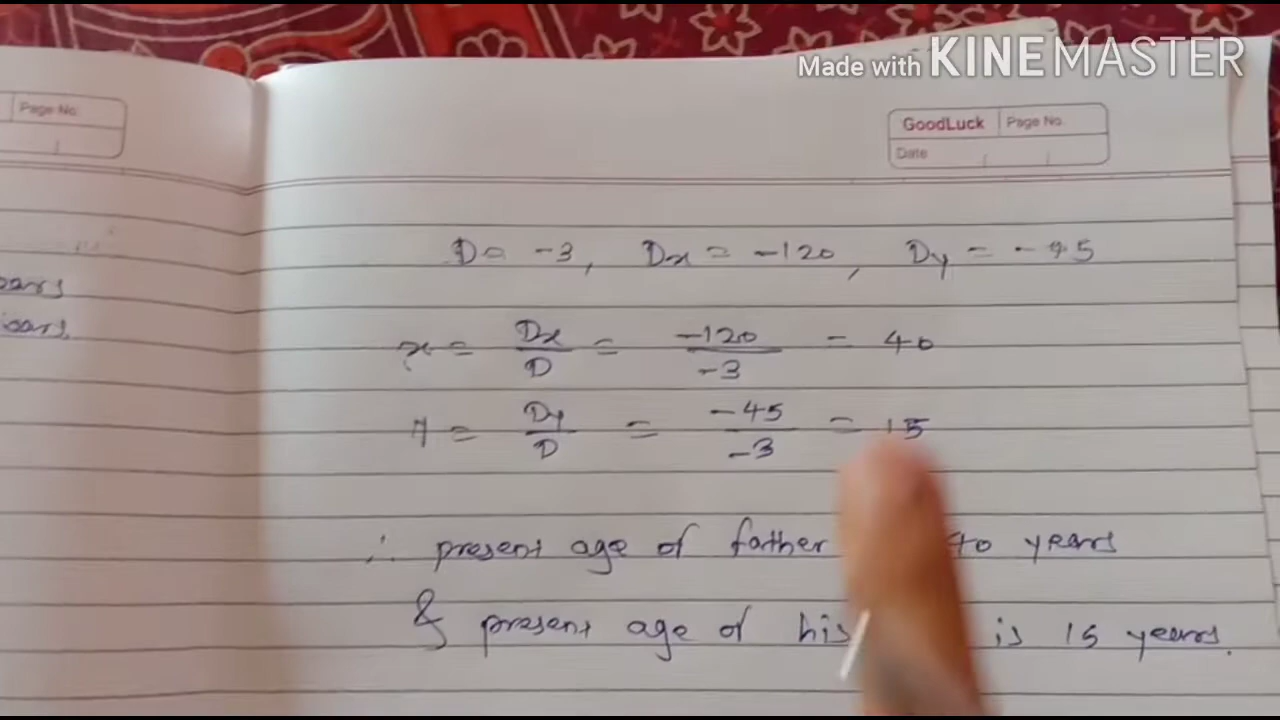 Made with KINEMASTER
Page No.
GoodLuck Page No.
Date
D = -3, Dx = -120, Dy = -45
x = Dx/D = -120/-3 = 40
y = Dy/D = -45/-3 = 15
∴ present age of father 40 years
& present age of his is 15 years.